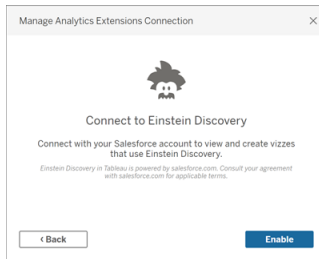 Manage Analytics Extensions Connection
Connect to Einstein Discovery
Connect with your Salesforce account to view and create vizzes
that use Einstein Discovery.
Einstein Discovery in Tableau is powered by salesforce.com. Consult your agreement
with salesforce.com for applicable terms.
‹ Back
Enable